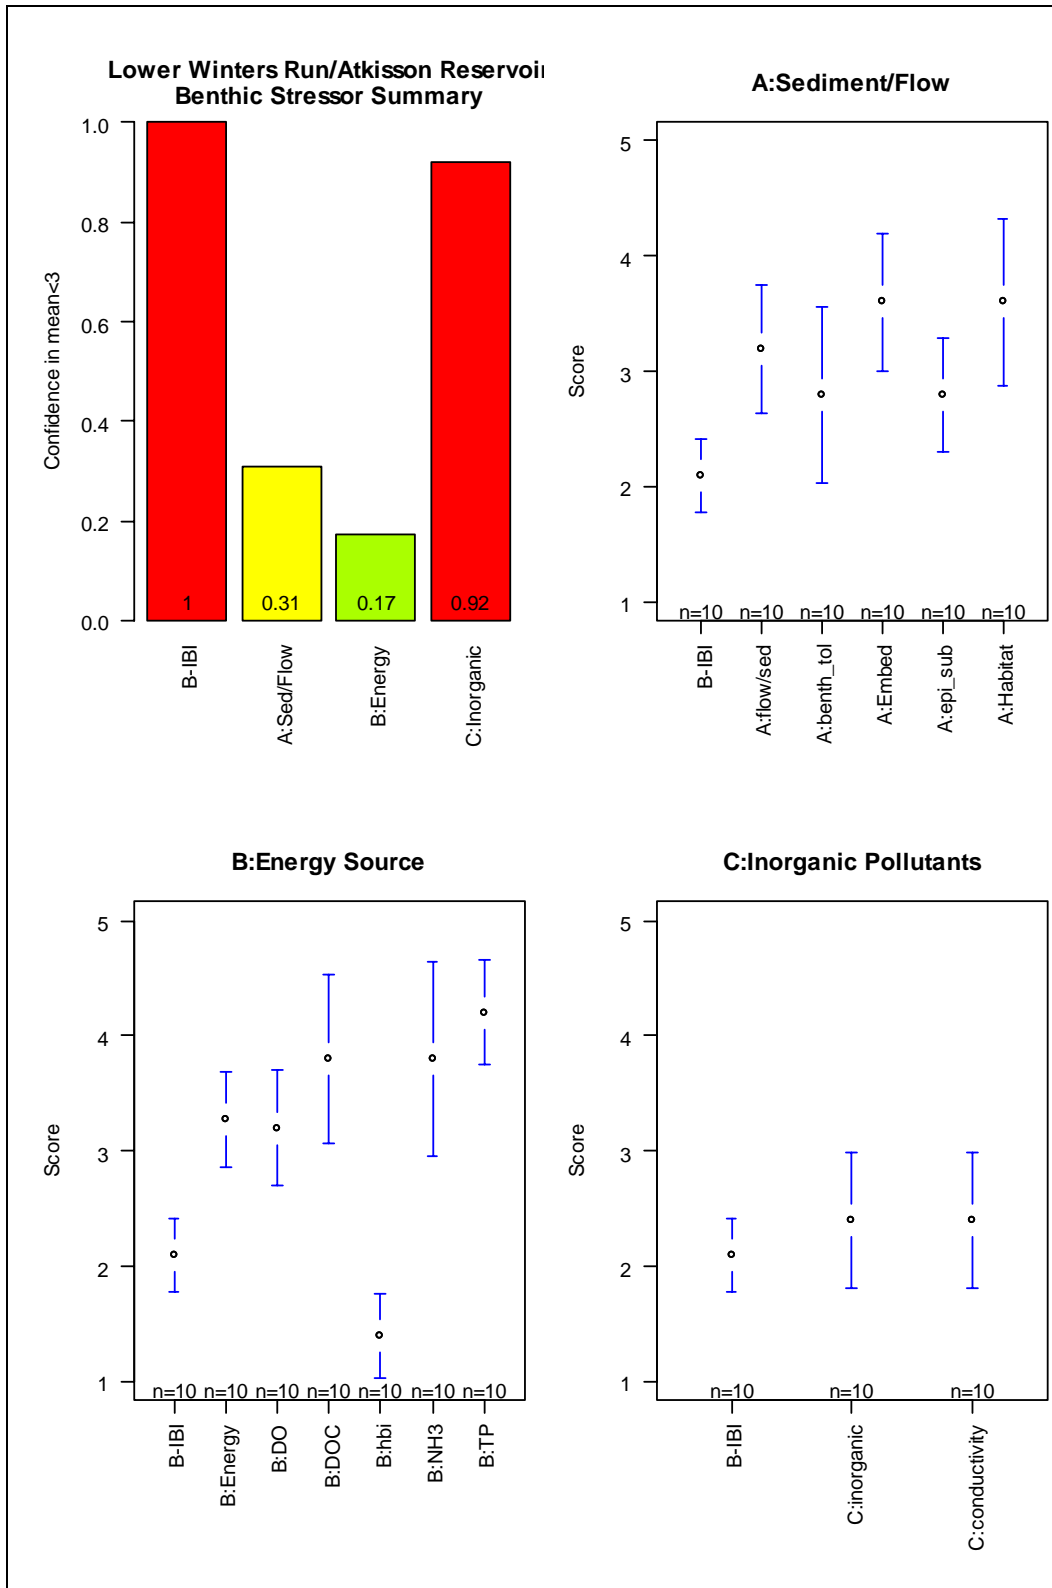 Lower Winters Run/Atkisson Reservoir
Benthic Stressor Summary
Confidence in mean<3
1.0
0.8
0.6
0.4
0.2
0.0
1
0.31
0.17
0.92
B-IBI
A:Sed/Flow
B:Energy
C:Inorganic
A:Sediment/Flow
Score
5
4
3
2
1
n=10 n=10 n=10 n=10 n=10 n=10
B-IBI
A:flow/sed
A:benth_tol
A:Embed
A:epi_sub
A:Habitat
B:Energy Source
Score
5
4
3
2
1
n=10 n=10 n=10 n=10 n=10 n=10 n=10
B-IBI
B:Energy
B:DO
B:DOC
B:hbi
B:NH3
B:TP
C:Inorganic Pollutants
Score
5
4
3
2
1
n=10 n=10 n=10
B-IBI
C:inorganic
C:conductivity